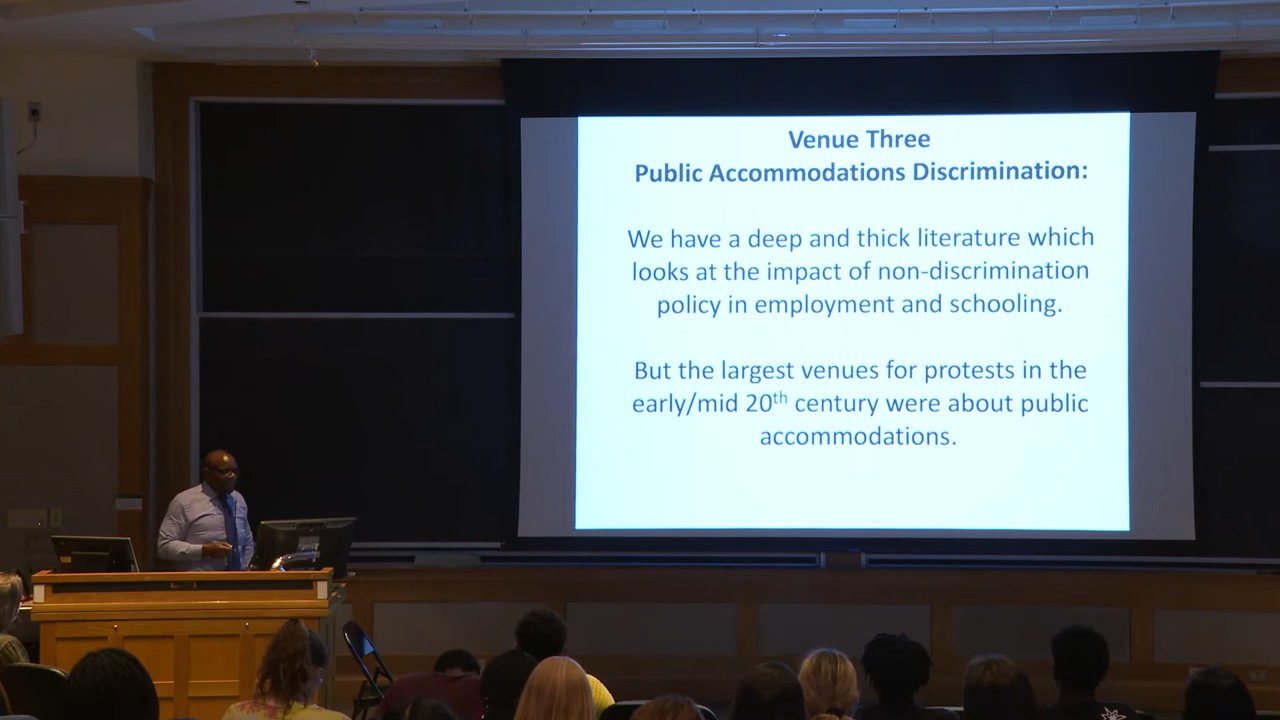 Venue Three
Public Accommodations Discrimination:
We have a deep and thick literature which
looks at the impact of non-discrimination
policy in employment and schooling.
But the largest venues for protests in the
early/mid 20th century were about public
accommodations.